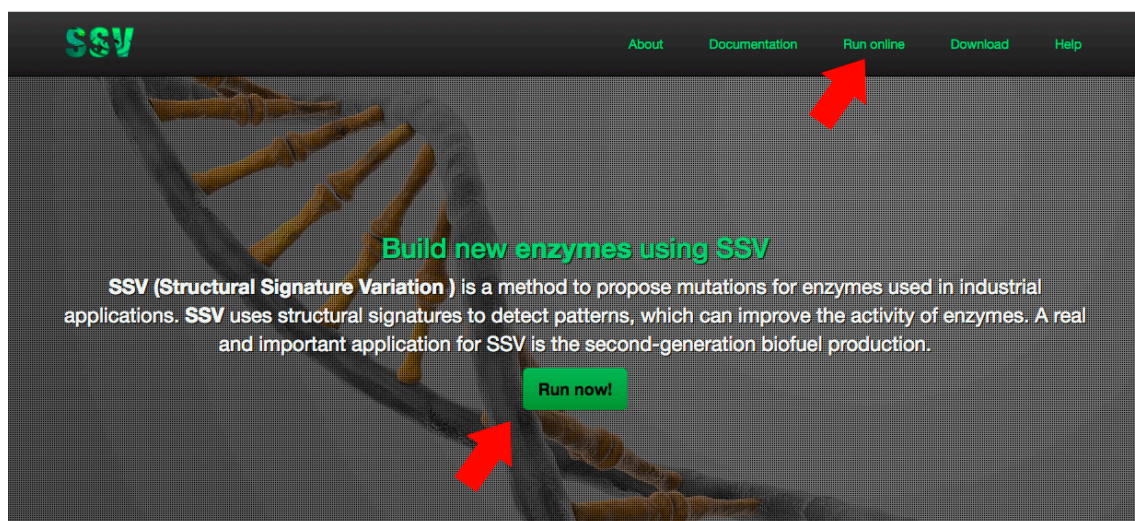 SSV
About Documentation Run online Download Help
Build new enzymes using SSV
SSV (Structural Signature Variation ) is a method to propose mutations for enzymes used in industrial
applications. SSV uses structural signatures to detect patterns, which can improve the activity of enzymes. A real
and important application for SSV is the second-generation biofuel production.
Run now!